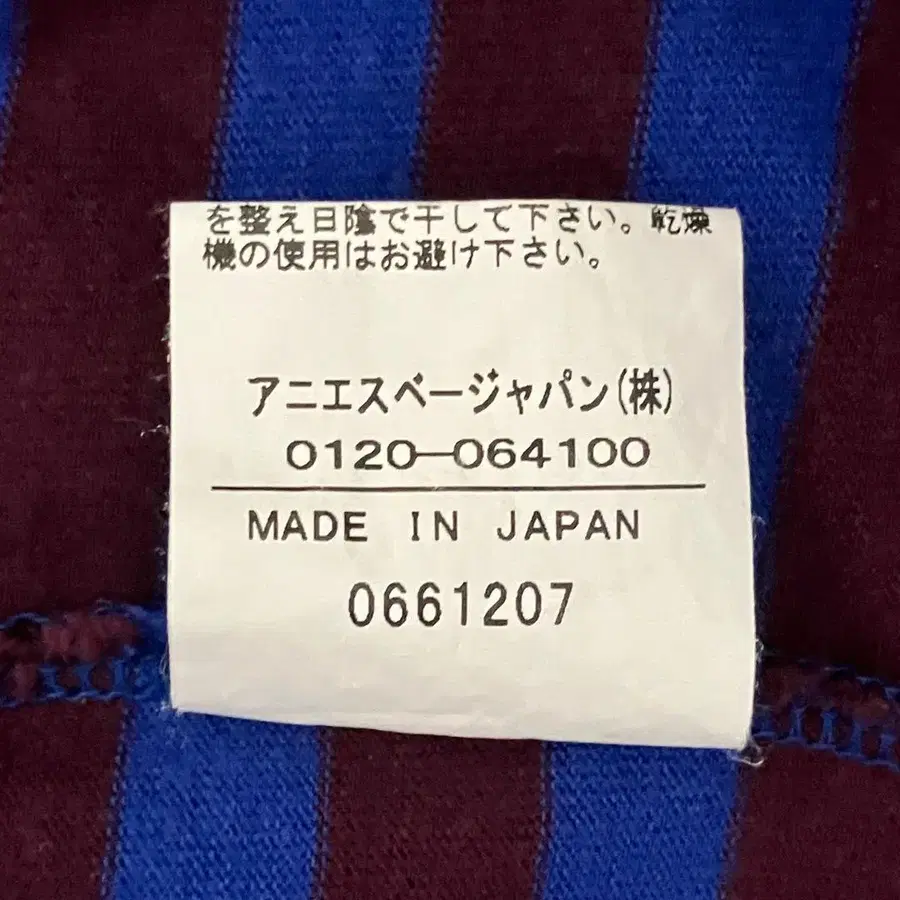 を整え日陰で干して下さい。乾燥
機の使用はお避け下さい。
アニエスベージャパン(株)
0120-064100
MADE IN JAPAN
0661207